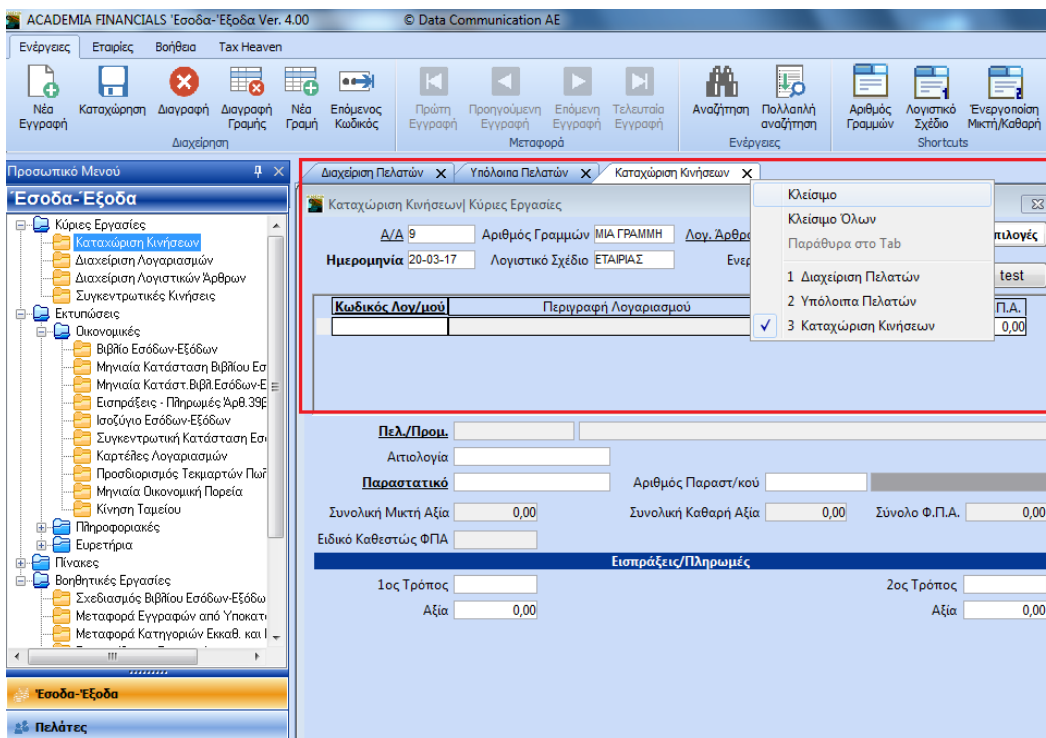 ACADEMIA FINANCIALS 'Εσοδα-'Έξοδα Ver. 4.00 © Data Communication AE
Ενέργειες Εταιρίες Βοήθεια Tax Heaven
Νέα Εγγραφή Καταχώρηση Διαγραφή Διαγραφή Γραμής Νέα Γραμή Επόμενος Κωδικός Πρώτη Εγγραφή Προηγούμενη Εγγραφή Επόμενη Εγγραφή Τελευταία Εγγραφή Αναζήτηση Πολλαπλή αναζήτηση Αριθμός Γραμμών Λογιστικό Σχέδιο Ένεργοποίση Μικτή/Καθαρή
Διαχείρηση Μεταφορά Ενέργειες Shortcuts
Προσωπικό Μενού
Έσοδα-Έξοδα
Κύριες Εργασίες
Καταχώριση Κινήσεων
Διαχείριση Λογαριασμών
Διαχείριση Λογιστικών Άρθρων
Συγκεντρωτικές Κινήσεις
Εκτυπώσεις
Οικονομικές
Βιβλίο Εσόδων-Εξόδων
Μηνιαία Κατάσταση Βιβλίου Εσ
Μηνιαία Κατάστ.Βιβλ.Εσόδων-Ε
Εισπράξεις - Πληρωμές Άρθ.39β
Ισοζύγιο Εσόδων-Εξόδων
Συγκεντρωτική Κατάσταση Εσ
Καρτέλες Λογαριασμών
Προσδιορισμός Τεκμαρτών Πωλ
Μηνιαία Οικονομική Πορεία
Κίνηση Ταμείου
Πληροφοριακές
Ευρετήρια
Πίνακες
Βοηθητικές Εργασίες
Σχεδιασμός Βιβλίου Εσόδων-Εξόδω
Μεταφορά Εγγραφών από Υποκατ
Μεταφορά Κατηγοριών Εκκαθ. και
Έσοδα-Έξοδα
Πελάτες
Διαχείριση Πελατών Υπόλοιπα Πελατών Καταχώριση Κινήσεων
Καταχώριση Κινήσεων| Κύριες Εργασίες
Α/Α 9 Αριθμός Γραμμών ΜΙΑ ΓΡΑΜΜΗ Λογ. Άρθρο πιλογές
Ημερομηνία 20-03-17 Λογιστικό Σχέδιο ΕΤΑΙΡΙΑΣ Ενερ test
Κλείσιμο
Κλείσιμο Όλων
Παράθυρα στο Tab
1 Διαχείριση Πελατών
2 Υπόλοιπα Πελατών
3 Καταχώριση Κινήσεων
Κωδικός Λογ/μού Περιγραφή Λογαριασμού Π.Α.
0,00
Πελ./Προμ.
Αιτιολογία
Παραστατικό Αριθμός Παραστ/κού
Συνολική Μικτή Αξία 0,00 Συνολική Καθαρή Αξία 0,00 Σύνολο Φ.Π.Α. 0,00
Ειδικό Καθεστώς ΦΠΑ
Εισπράξεις/Πληρωμές
1ος Τρόπος 2ος Τρόπος
Αξία 0,00 Αξία 0,00